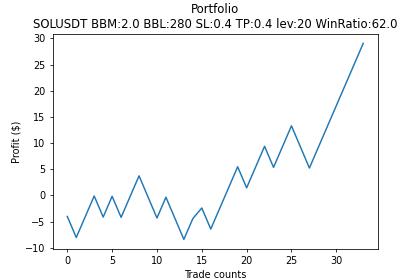 Portfolio
SOLUSDT BBM:2.0 BBL:280 SL:0.4 TP:0.4 lev:20 WinRatio:62.0
30
25
20
15
10
5
0
−5
−10
Profit ($)
0 5 10 15 20 25 30
Trade counts